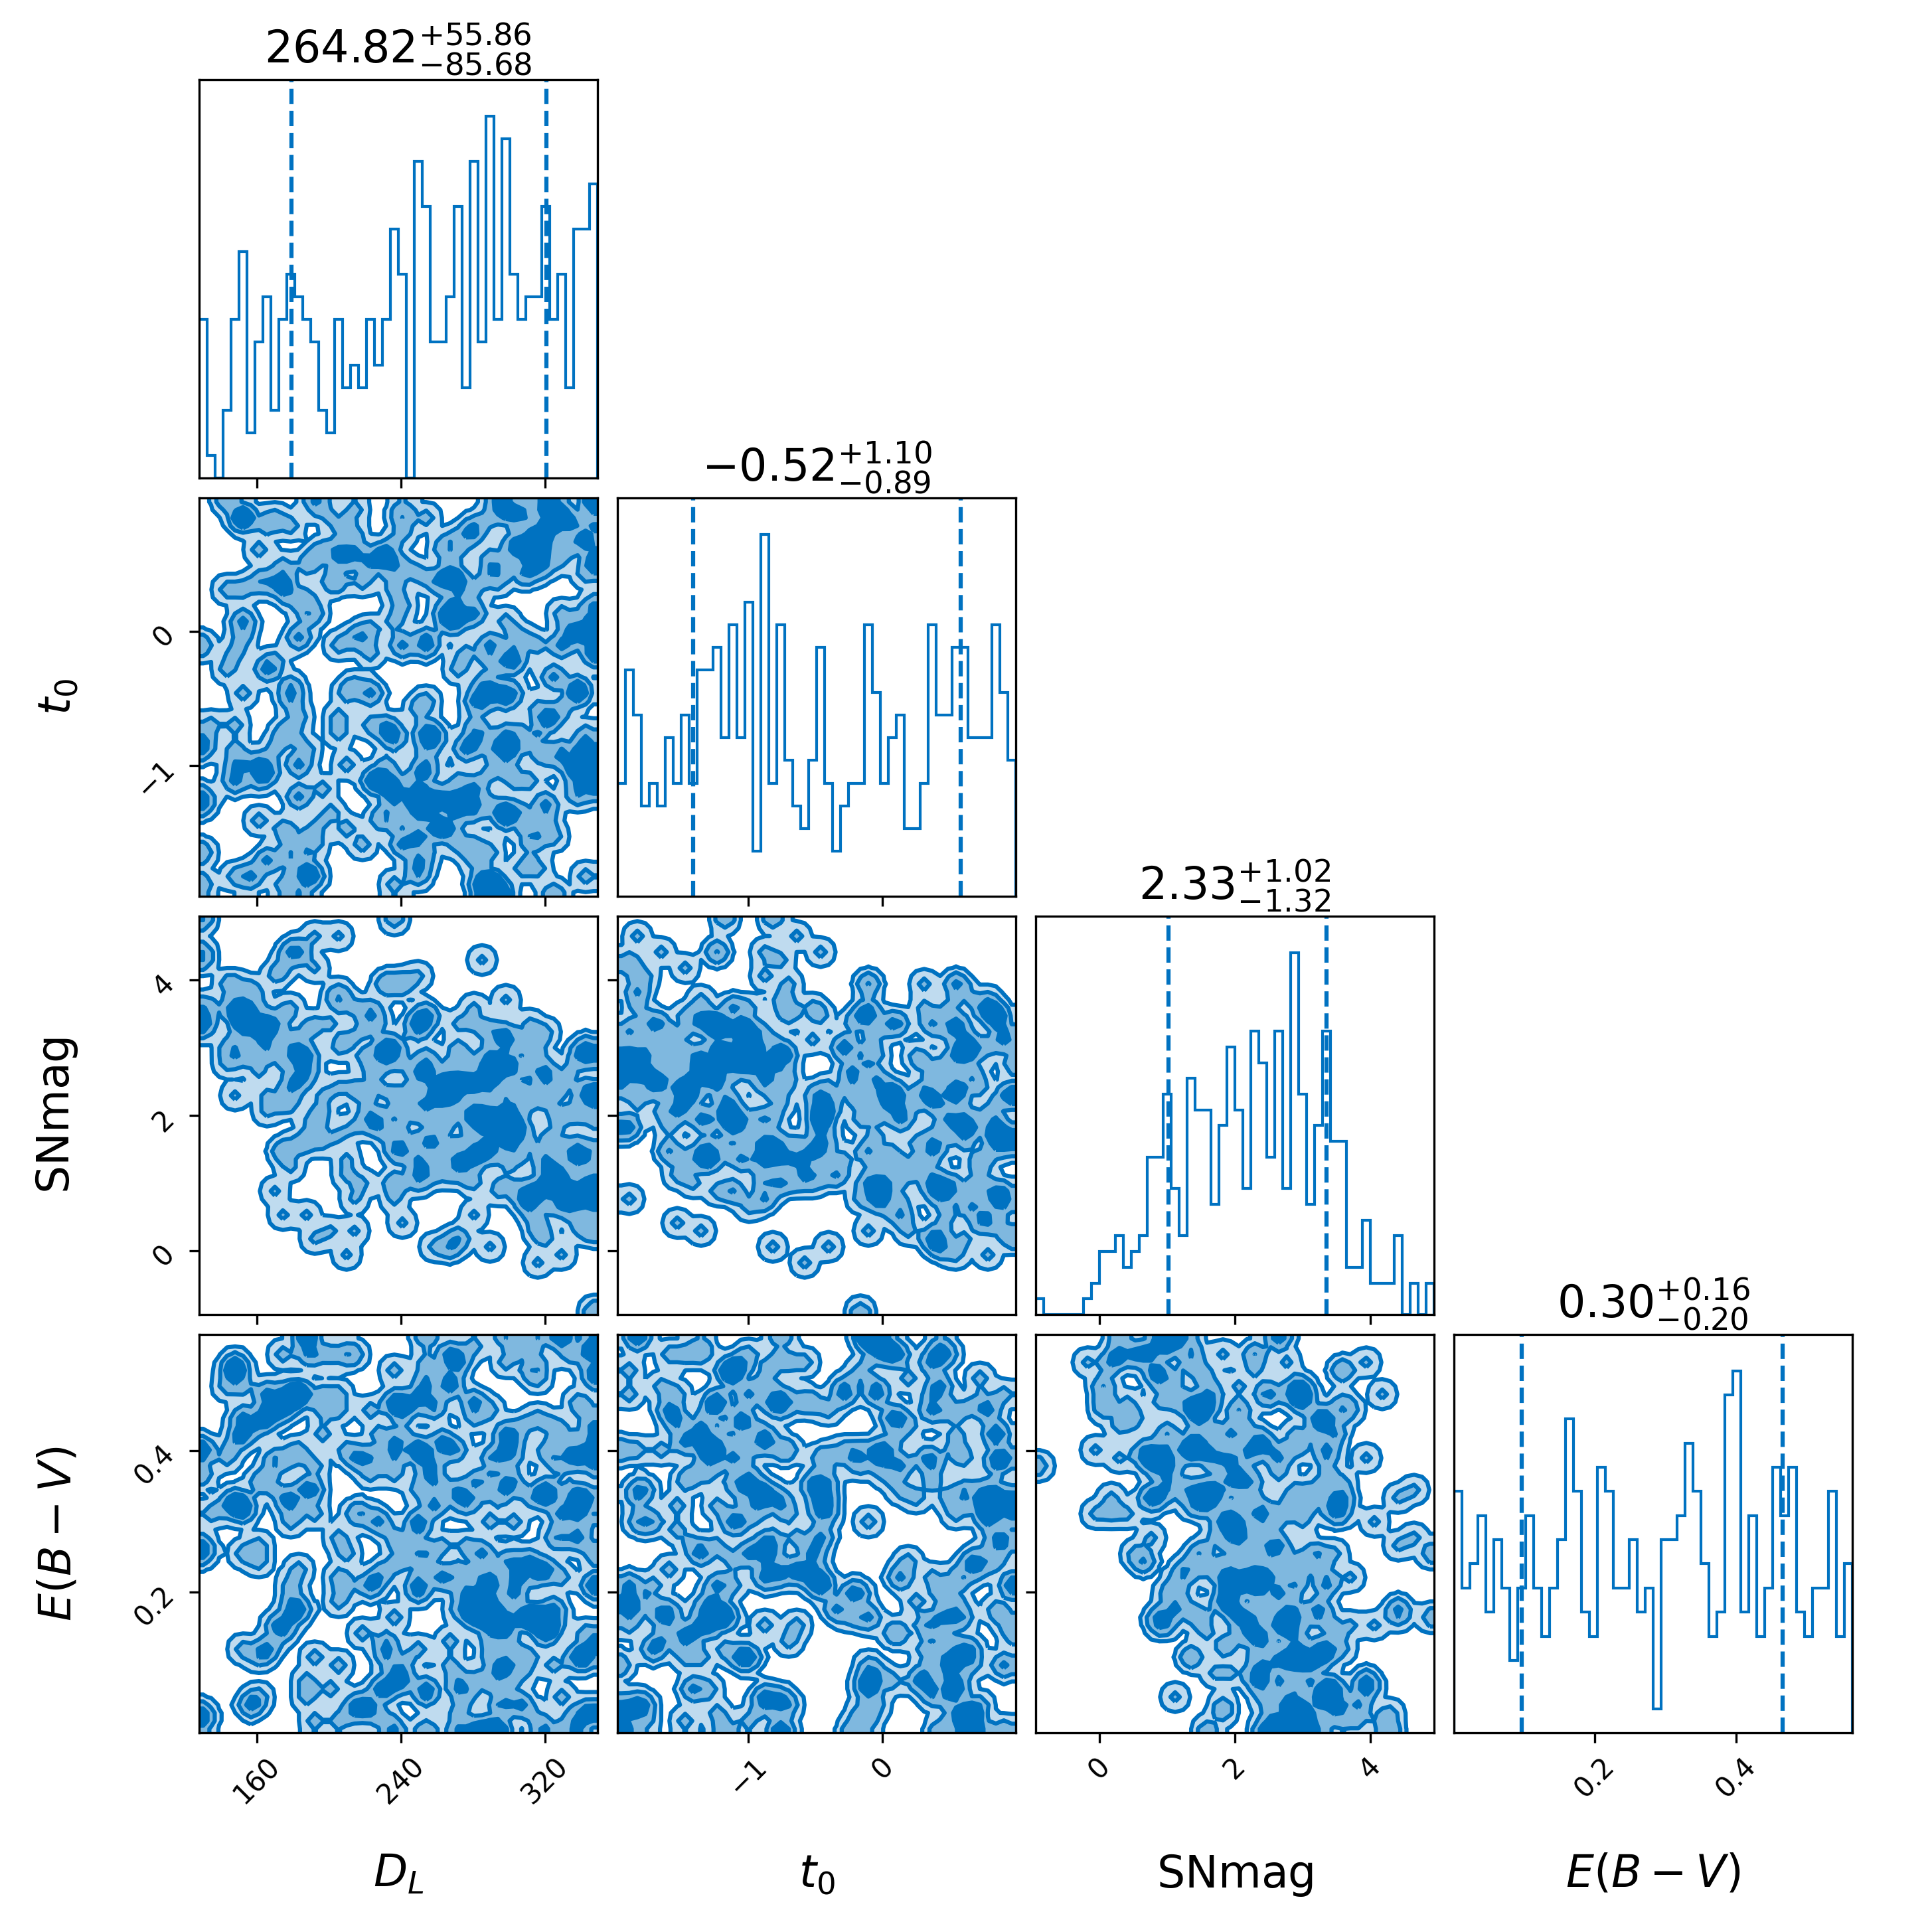 264.82 +55.86 −85.68
−0.52 +1.10 −0.89
0
−1
t0
2.33 +1.02 −1.32
4
2
0
SNmag
0.30 +0.16 −0.20
0.4
0.2
E(B − V)
160 240 320 −1 0 0 2 4 0.2 0.4
DL t0 SNmag E(B − V)